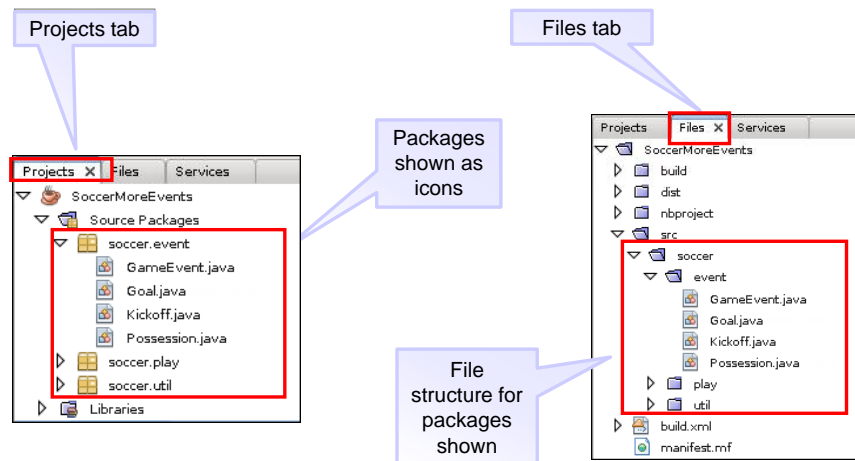 Projects tab
Files tab
Packages
shown as
icons
Projects X Files Services
SoccerMoreEvents
Source Packages
soccer.event
GameEvent.java
Goal.java
Kickoff.java
Possession.java
soccer.play
soccer.util
Libraries
Projects Files X Services
SoccerMoreEvents
build
dist
nbproject
src
soccer
event
GameEvent.java
Goal.java
Kickoff.java
Possession.java
play
util
build.xml
manifest.mf
File
structure for
packages
shown